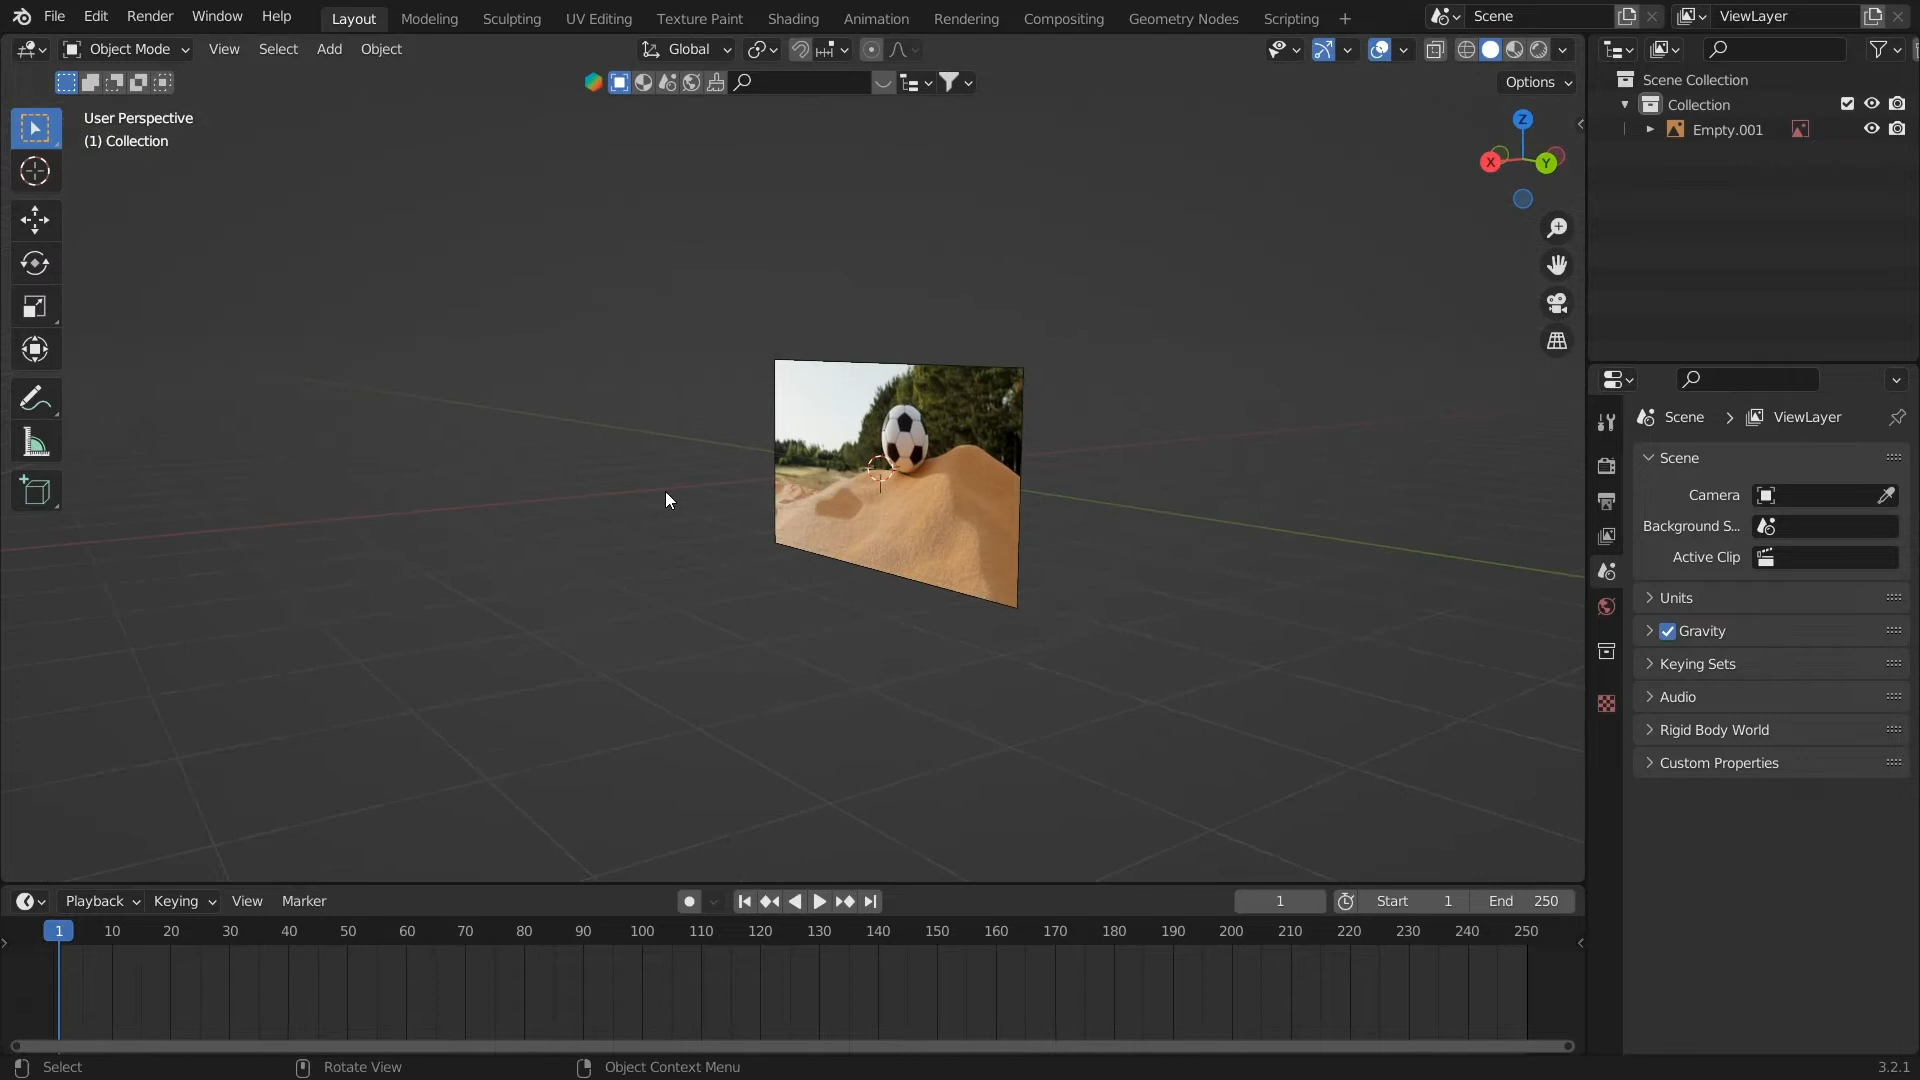 File Edit Render Window Help
Layout Modeling Sculpting UV Editing Texture Paint Shading Animation Rendering Compositing Geometry Nodes Scripting +
Scene
ViewLayer
Object Mode View Select Add Object
Global
Options
User Perspective
(1) Collection
Z
X
Y
Scene Collection
Collection
Empty.001
Scene > ViewLayer
Scene
Camera
Background S...
Active Clip
Units
Gravity
Keying Sets
Audio
Rigid Body World
Custom Properties
Playback Keying View Marker
1
Start 1
End 250
1 10 20 30 40 50 60 70 80 90 100 110 120 130 140 150 160 170 180 190 200 210 220 230 240 250
Select
Rotate View
Object Context Menu
3.2.1